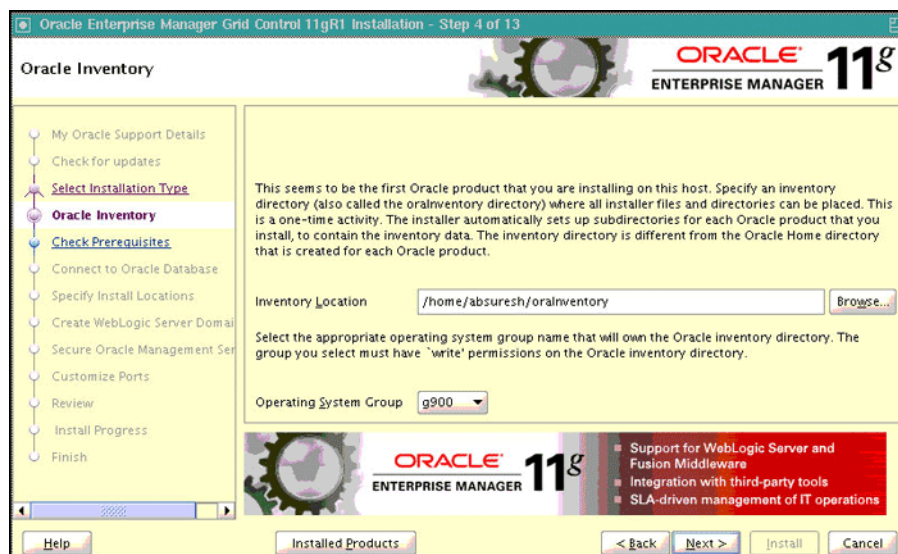 Oracle Enterprise Manager Grid Control 11gR1 Installation - Step 4 of 13
Oracle Inventory
ORACLE
ENTERPRISE MANAGER 11g
My Oracle Support Details
Check for updates
Select Installation Type
Oracle Inventory
Check Prerequisites
Connect to Oracle Database
Specify Install Locations
Create WebLogic Server Domai
Secure Oracle Management Ser
Customize Ports
Review
Install Progress
Finish
This seems to be the first Oracle product that you are installing on this host. Specify an inventory
directory (also called the oraInventory directory) where all installer files and directories can be placed. This
is a one-time activity. The installer automatically sets up subdirectories for each Oracle product that you
install, to contain the inventory data. The inventory directory is different from the Oracle Home directory
that is created for each Oracle product.
Inventory Location /home/absuresh/oraInventory Browse...
Select the appropriate operating system group name that will own the Oracle inventory directory. The
group you select must have `write' permissions on the Oracle inventory directory.
Operating System Group g900
ORACLE
ENTERPRISE MANAGER 11g
Support for WebLogic Server and
Fusion Middleware
Integration with third-party tools
SLA-driven management of IT operations
Help Installed Products < Back Next > Install Cancel